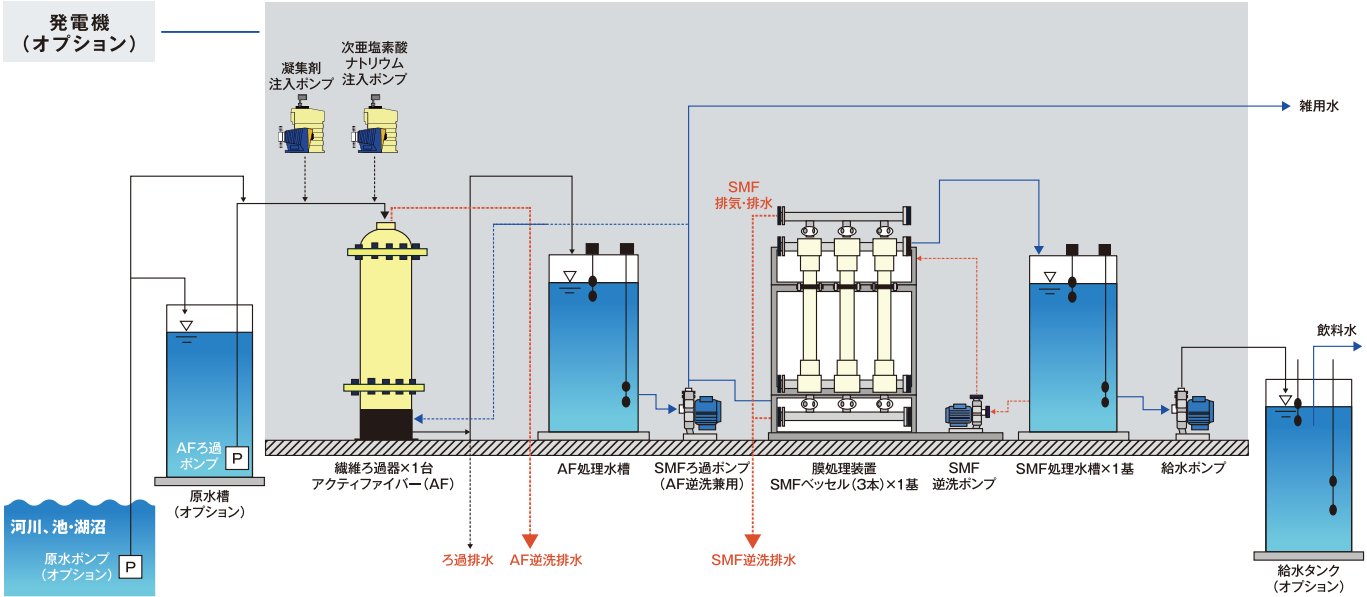 発電機
(オプション)
凝集剤
注入ポンプ
次亜塩素酸
ナトリウム
注入ポンプ
雑用水
SMF
排気・排水
飲料水
AFろ過
ポンプ
P
原水槽
(オプション)
河川、池・湖沼
原水ポンプ
(オプション)
P
繊維ろ過器×1台
アクティファイバー(AF)
AF処理水槽
SMFろ過ポンプ
(AF逆洗兼用)
膜処理装置
SMFベッセル(3本)×1基
SMF
逆洗ポンプ
SMF処理水槽×1基
給水ポンプ
ろ過排水
AF逆洗排水
SMF逆洗排水
給水タンク
(オプション)